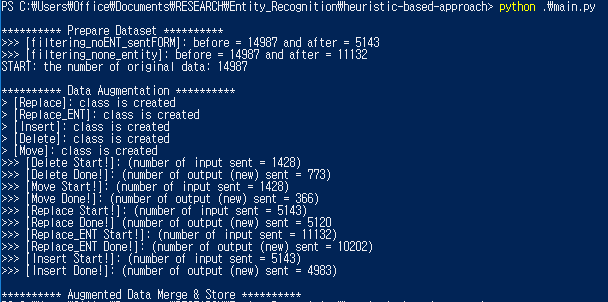 PS C:₩Users₩Office₩Documents₩RESEARCH₩Entity_Recognition₩heuristic-based-approach> python .₩main.py
********** Prepare Dataset **********
>>> [filtering_noENT_sentFORM]: before = 14987 and after = 5143
>>> [filtering_none_entity]: before = 14987 and after = 11132
START: the number of original data: 14987
********** Data Augmentation **********
> [Replace]: class is created
> [Replace_ENT]: class is created
> [Insert]: class is created
> [Delete]: class is created
> [Move]: class is created
>>> [Delete Start!]: (number of input sent = 1428)
>>> [Delete Done!]: (number of output (new) sent = 773)
>>> [Move Start!]: (number of input sent = 1428)
>>> [Move Done!]: (number of output (new) sent = 366)
>>> [Replace Start!]: (number of input sent = 5143)
>>> [Replace Done!] (number of output (new) sent = 5120
>>> [Replace_ENT Start!]: (number of input sent = 11132)
>>> [Replace_ENT Done!]: (number of output (new) sent = 10202)
>>> [Insert Start!]: (number of input sent = 5143)
>>> [Insert Done!]: (number of output (new) sent = 4983)
********** Augmented Data Merge & Store **********